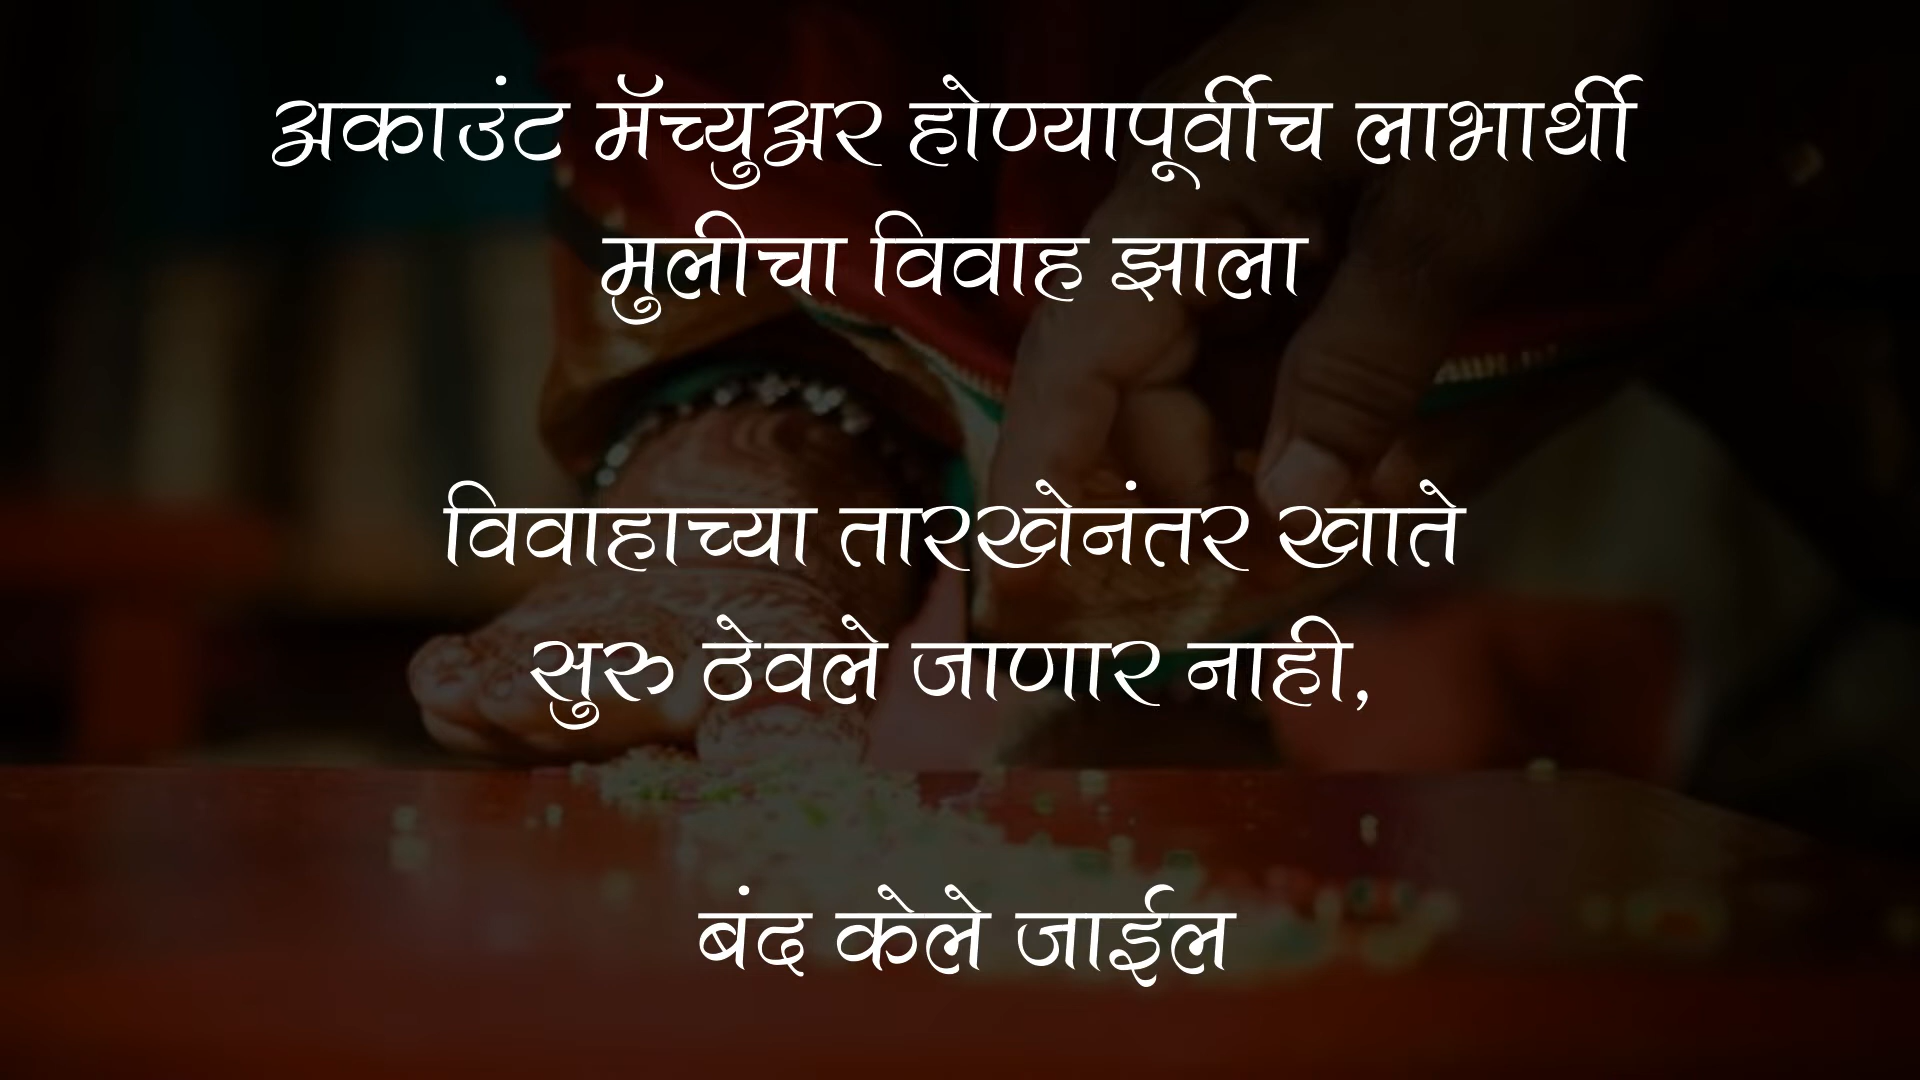 अकाउंट मॅच्युअर होण्यापूर्वीच लाभार्थी
मुलीचा विवाह झाला
विवाहाच्या तारखेनंतर खाते
सुरु ठेवले जाणार नाही,
बंद केले जाईल